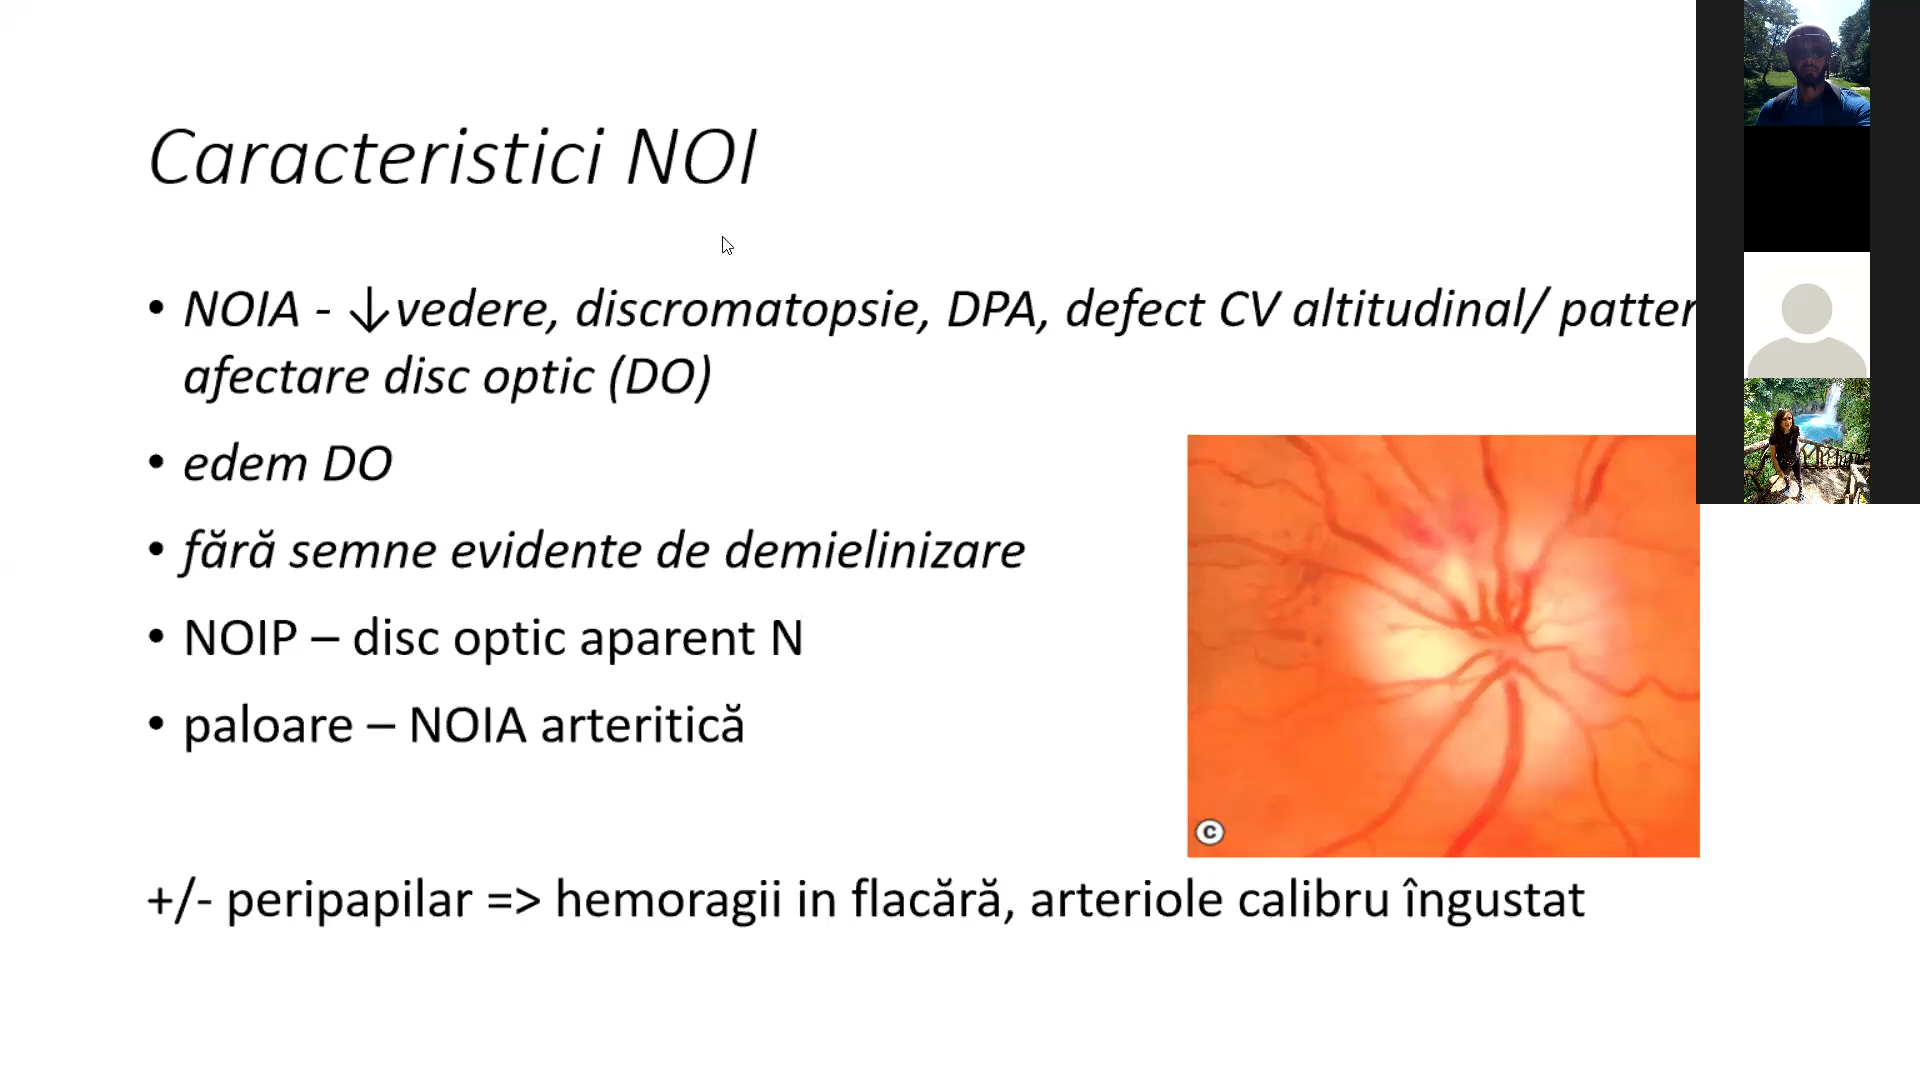 Caracteristici NOI
• NOIA - ↓vedere, discromatopsie, DPA, defect CV altitudinal/
afectare disc optic (DO)
• edem DO
• fără semne evidente de demielinizare
• NOIP – disc optic aparent N
• paloare – NOIA arteritică
C
+/- peripapilar => hemoragii in flacără, arteriole calibru îngustat